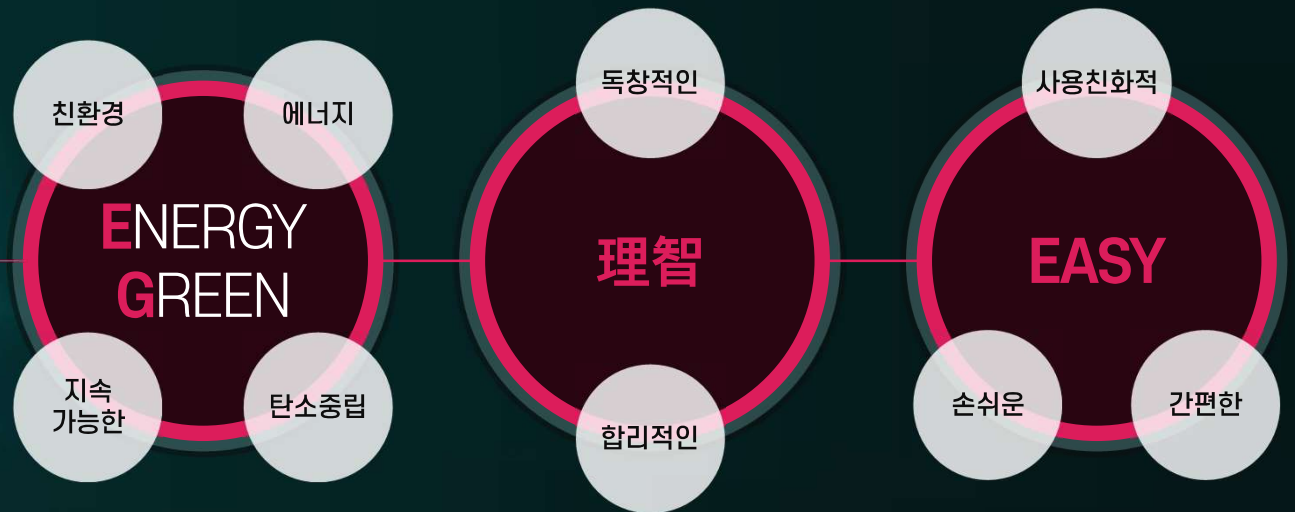 친환경
에너지
ENERGY
GREEN
지속
가능한
탄소중립
독창적인
理智
합리적인
사용친화적
EASY
손쉬운
간편한